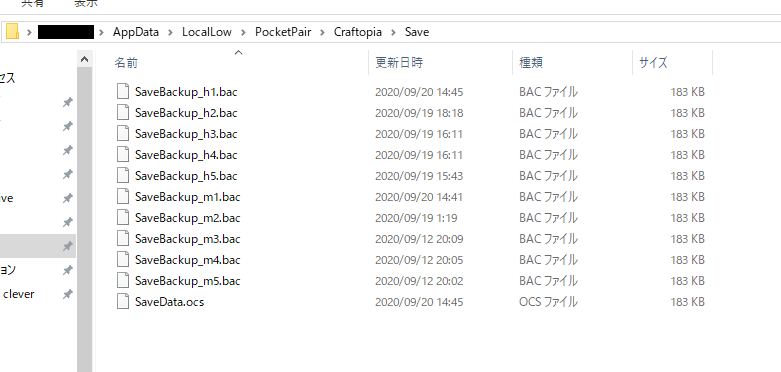 共有 表示
AppData > LocalLow > PocketPair > Craftopia > Save
名前 更新日時 種類 サイズ
セス
SaveBackup_h1.bac 2020/09/20 14:45 BAC ファイル 183 KB
SaveBackup_h2.bac 2020/09/19 18:18 BAC ファイル 183 KB
SaveBackup_h3.bac 2020/09/19 16:11 BAC ファイル 183 KB
SaveBackup_h4.bac 2020/09/19 16:11 BAC ファイル 183 KB
SaveBackup_h5.bac 2020/09/19 15:43 BAC ファイル 183 KB
ive
SaveBackup_m1.bac 2020/09/20 14:41 BAC ファイル 183 KB
SaveBackup_m2.bac 2020/09/19 1:19 BAC ファイル 183 KB
SaveBackup_m3.bac 2020/09/12 20:09 BAC ファイル 183 KB
ョン
SaveBackup_m4.bac 2020/09/12 20:05 BAC ファイル 183 KB
SaveBackup_m5.bac 2020/09/12 20:02 BAC ファイル 183 KB
clever
SaveData.ocs 2020/09/20 14:45 OCS ファイル 183 KB